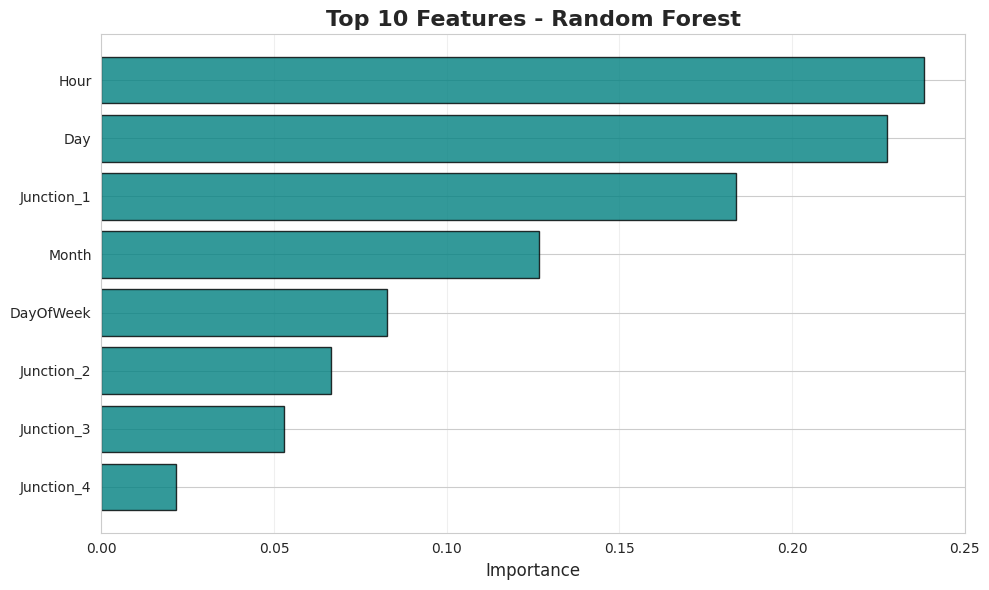 Top 10 Features - Random Forest
Hour
Day
Junction_1
Month
DayOfWeek
Junction_2
Junction_3
Junction_4
0.00 0.05 0.10 0.15 0.20 0.25
Importance